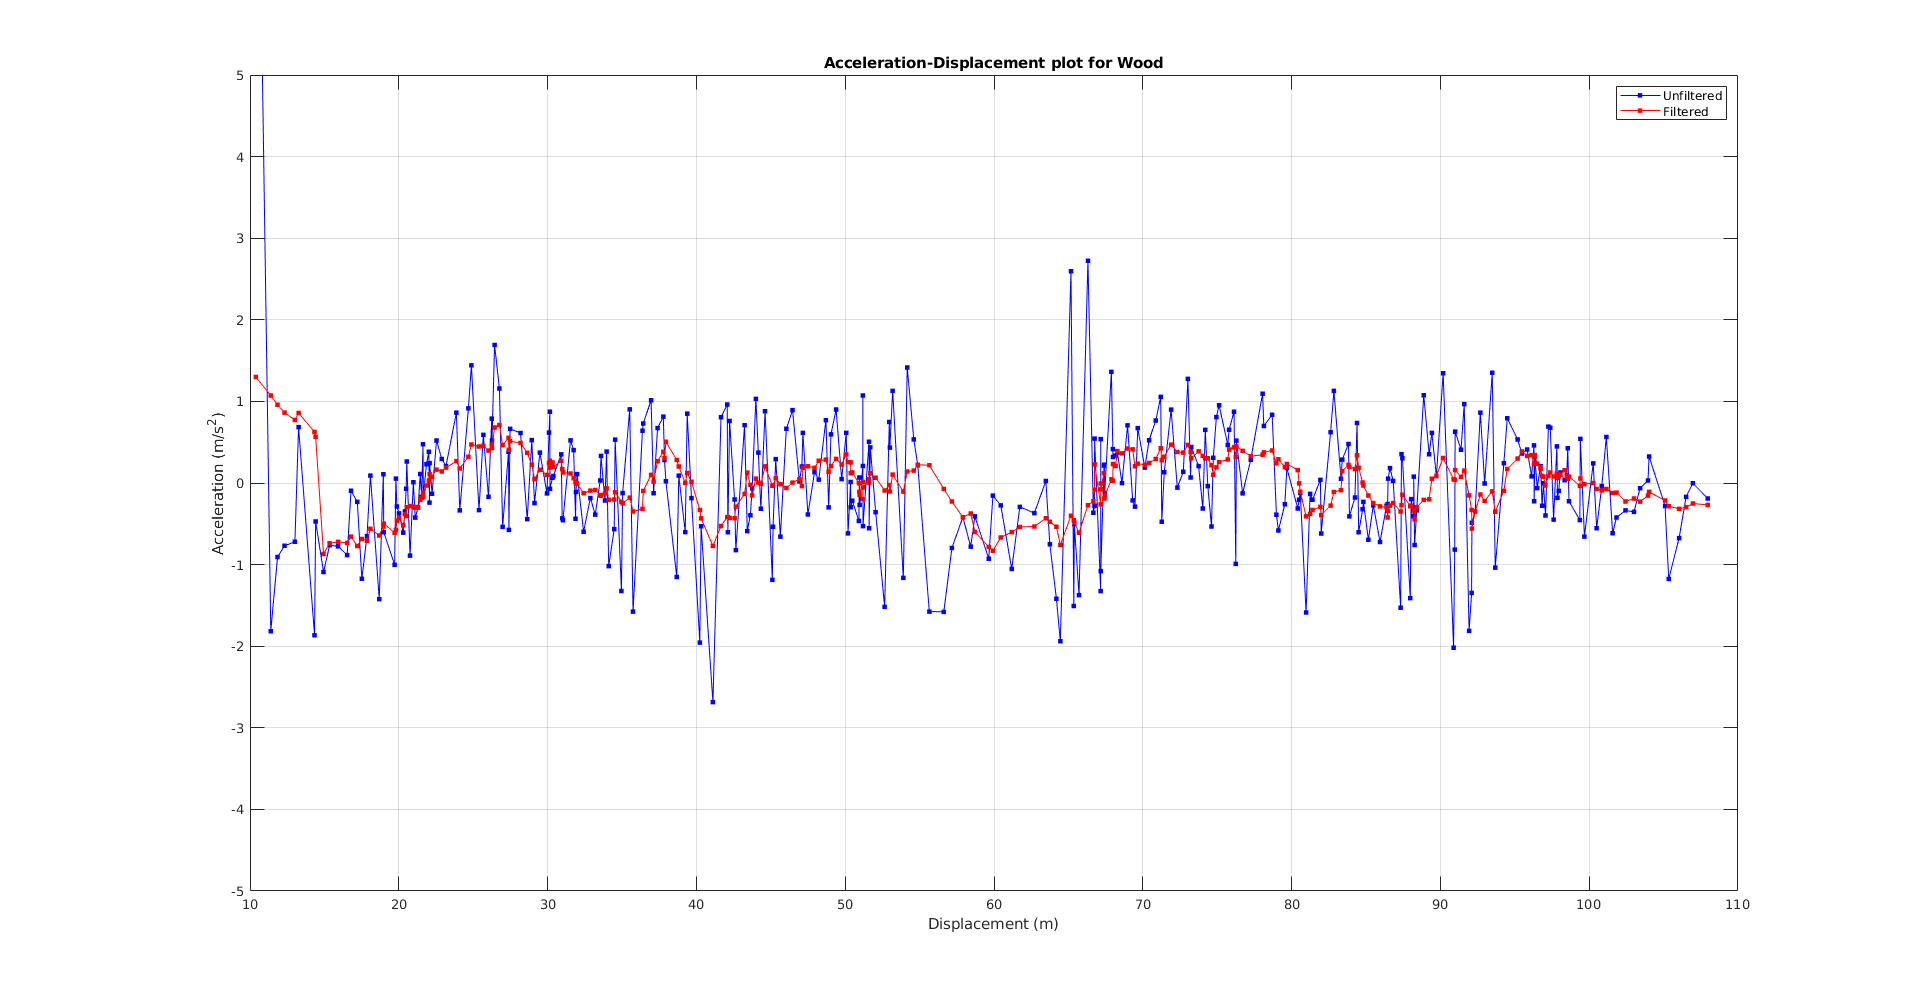 Acceleration-Displacement plot for Wood
Unfiltered
Filtered
Acceleration (m/s²)
5
4
3
2
1
0
-1
-2
-3
-4
-5
10 20 30 40 50 60 70 80 90 100 110
Displacement (m)